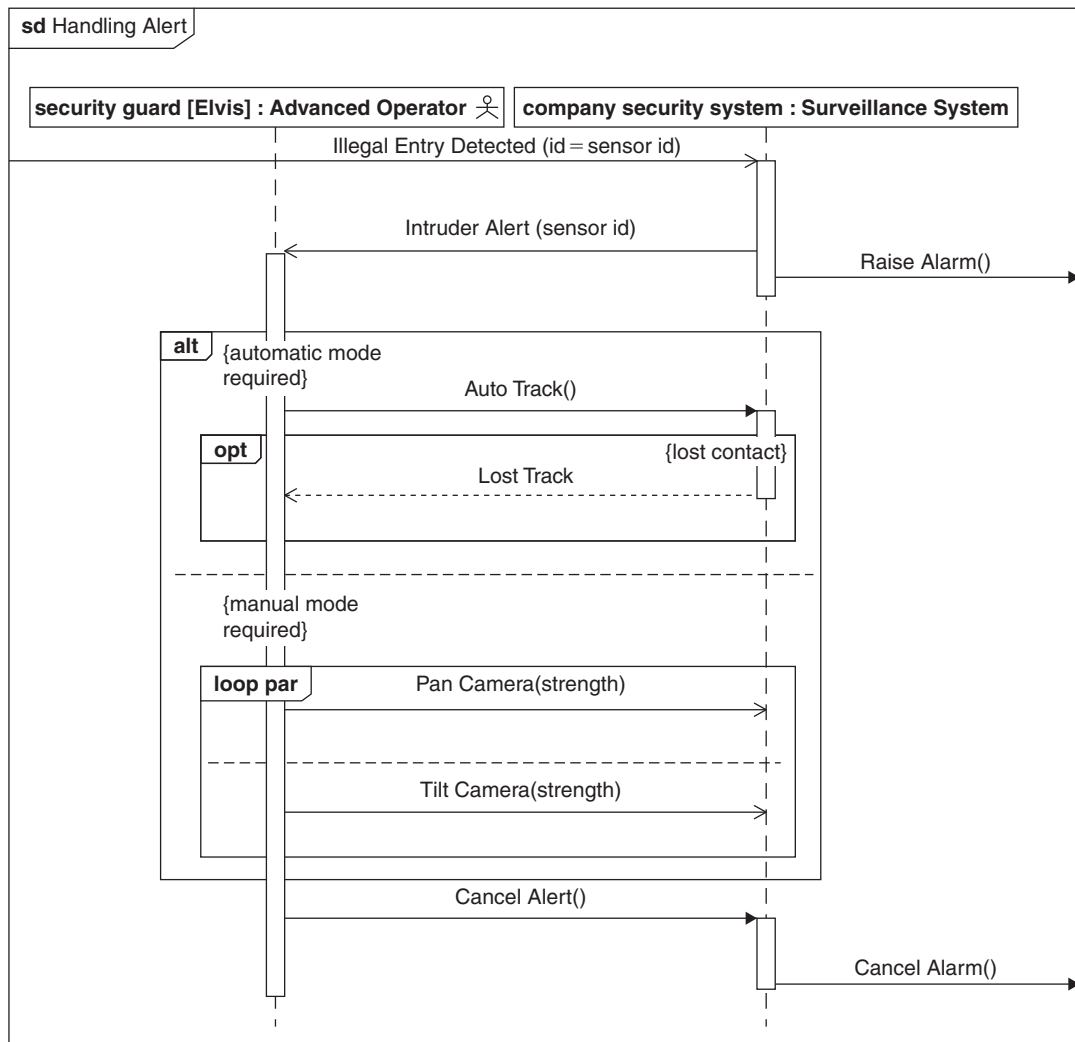 sd Handling Alert
security guard [Elvis] : Advanced Operator
company security system : Surveillance System
Illegal Entry Detected (id = sensor id)
Intruder Alert (sensor id)
Raise Alarm()
alt
{automatic mode
required}
Auto Track()
opt
{lost contact}
Lost Track
{manual mode
required}
loop par
Pan Camera(strength)
Tilt Camera(strength)
Cancel Alert()
Cancel Alarm()